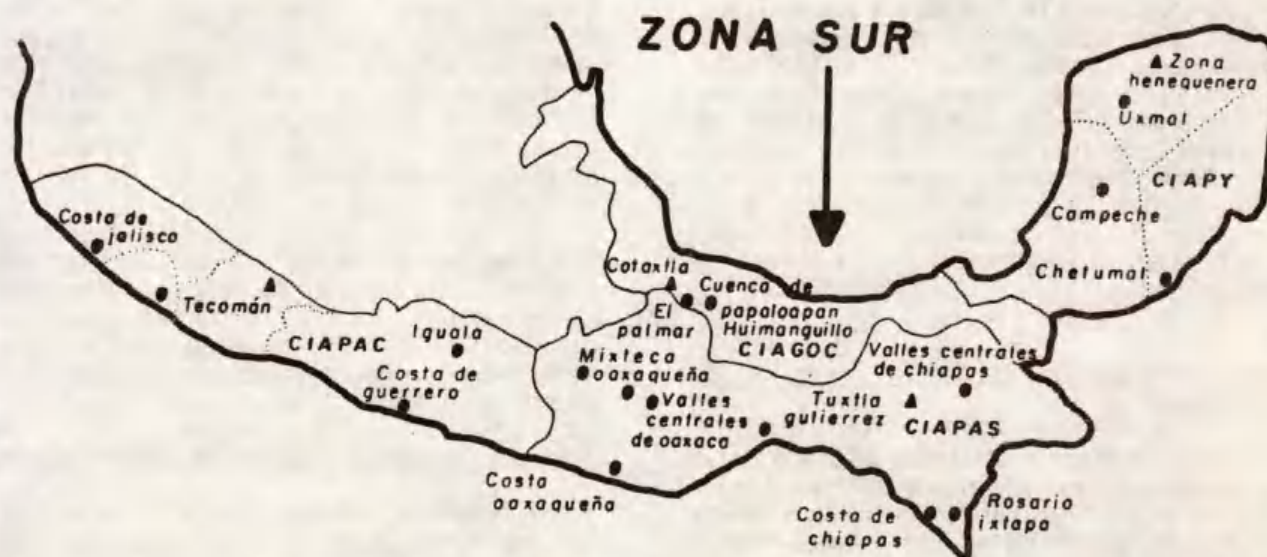 ZONA SUR
Zona
henequenera
Uxmal
CIAPY
Campeche
Chetumal
Costa de
jalisco
Tecomán
CIAPAC
Iguala
Costa de
guerrero
Cotaxtla
El
palmar
Cuenca de
papaloapan
Huimanguillo
CIAGOC
Mixteca
oaxaqueña
Valles
centrales
de oaxaca
Valles centrales
de chiapas
Tuxtla
gutierrez
CIAPAS
Costa
oaxaqueña
Costa de
chiapas
Rosario
ixtapa